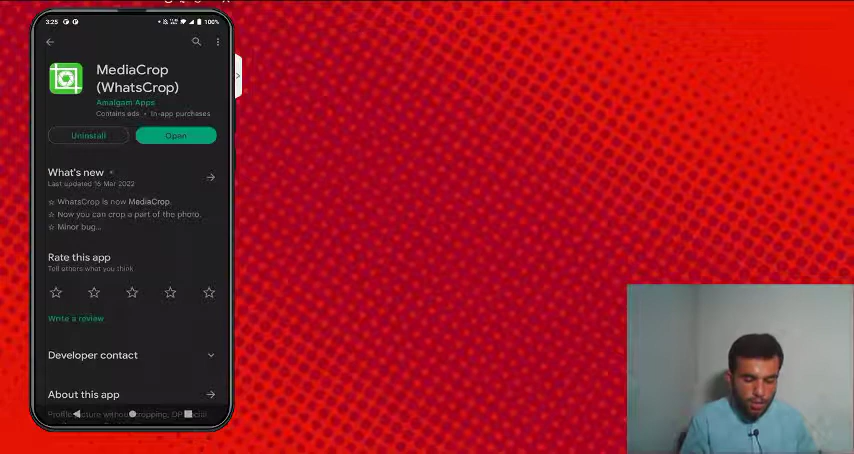 3:25
100%
MediaCrop
(WhatsCrop)
Amalgam Apps
Contains ads • In-app purchases
Uninstall
Open
What's new •
Last updated 16 Mar 2022
☆ WhatsCrop is now MediaCrop.
☆ Now you can crop a part of the photo.
☆ Minor bug...
Rate this app
Tell others what you think
Write a review
Developer contact
About this app